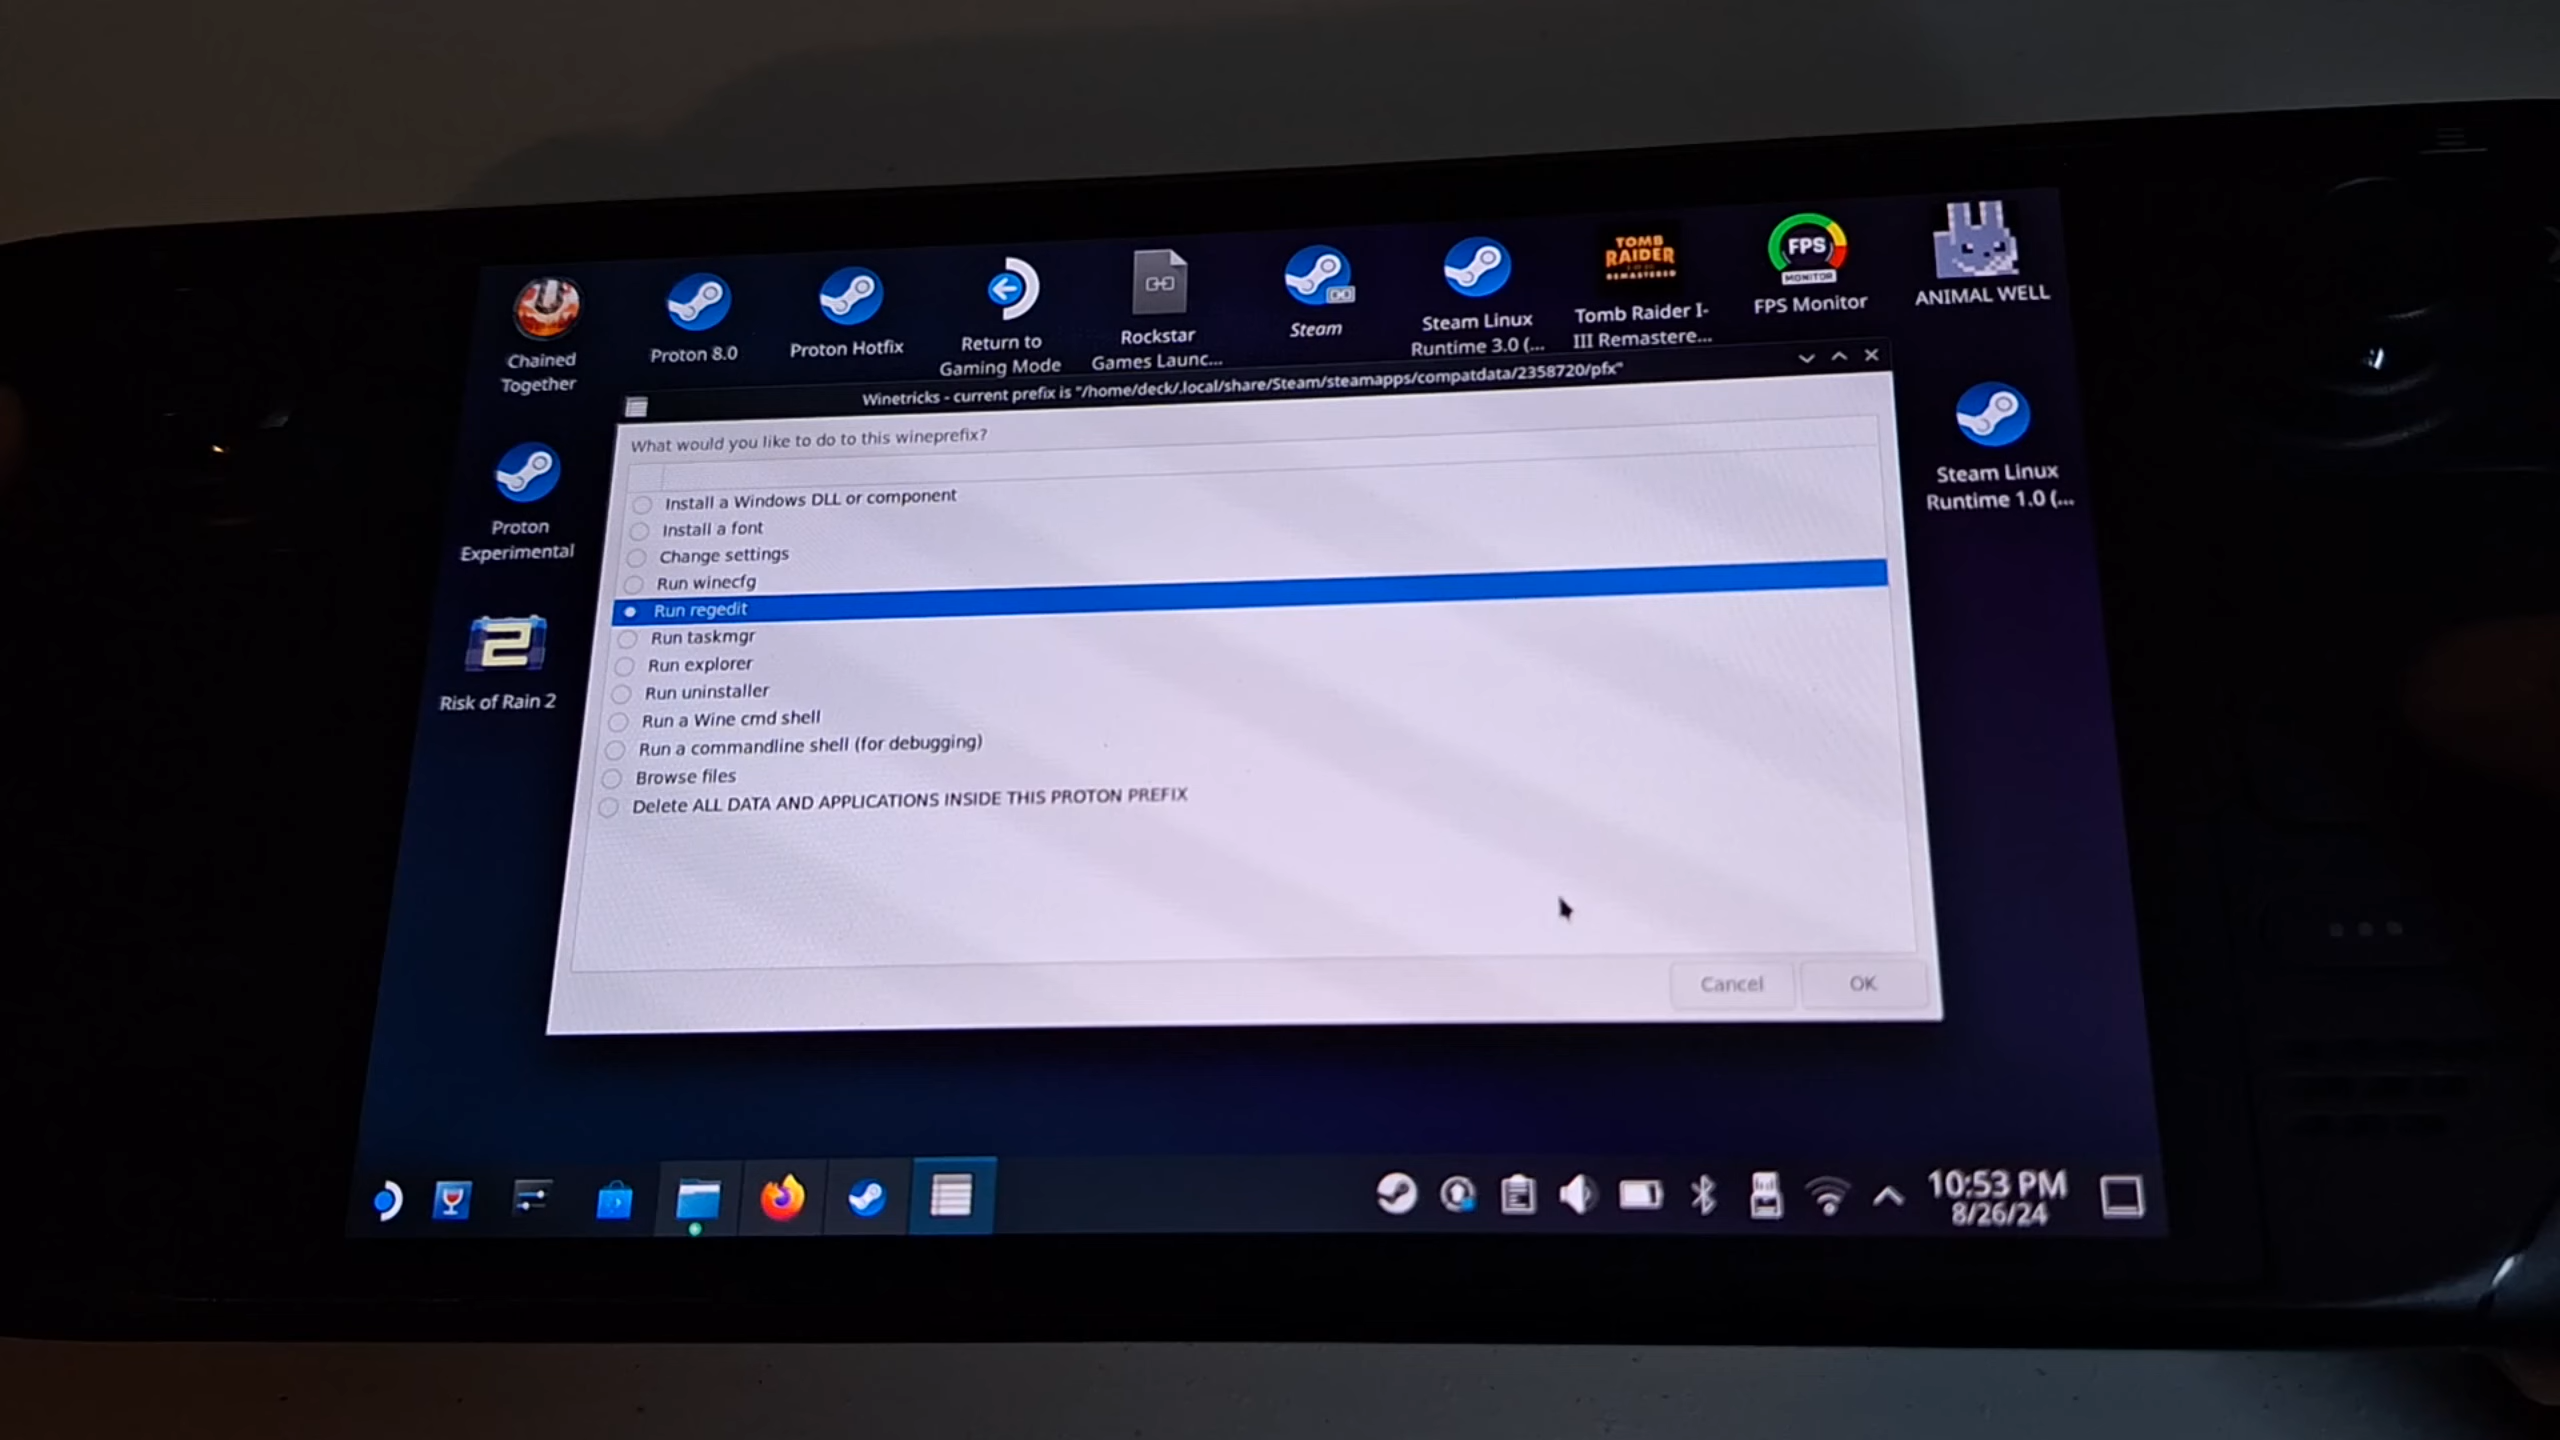 Chained
Together
Proton 8.0
Proton Hotfix
Return to
Gaming Mode
Rockstar
Games Launc...
Steam
Steam Linux
Runtime 3.0 (...
TOMB
RAIDER
REMASTERED
Tomb Raider I-
III Remastere...
FPS
MONITOR
FPS Monitor
ANIMAL WELL
Proton
Experimental
2
Risk of Rain 2
Steam Linux
Runtime 1.0 (...
Winetricks - current prefix is "/home/deck/.local/share/Steam/steamapps/compatdata/2358720/pfx"
What would you like to do to this wineprefix?
Install a Windows DLL or component
Install a font
Change settings
Run winecfg
Run regedit
Run taskmgr
Run explorer
Run uninstaller
Run a Wine cmd shell
Run a commandline shell (for debugging)
Browse files
Delete ALL DATA AND APPLICATIONS INSIDE THIS PROTON PREFIX
Cancel
OK
10:53 PM
8/26/24